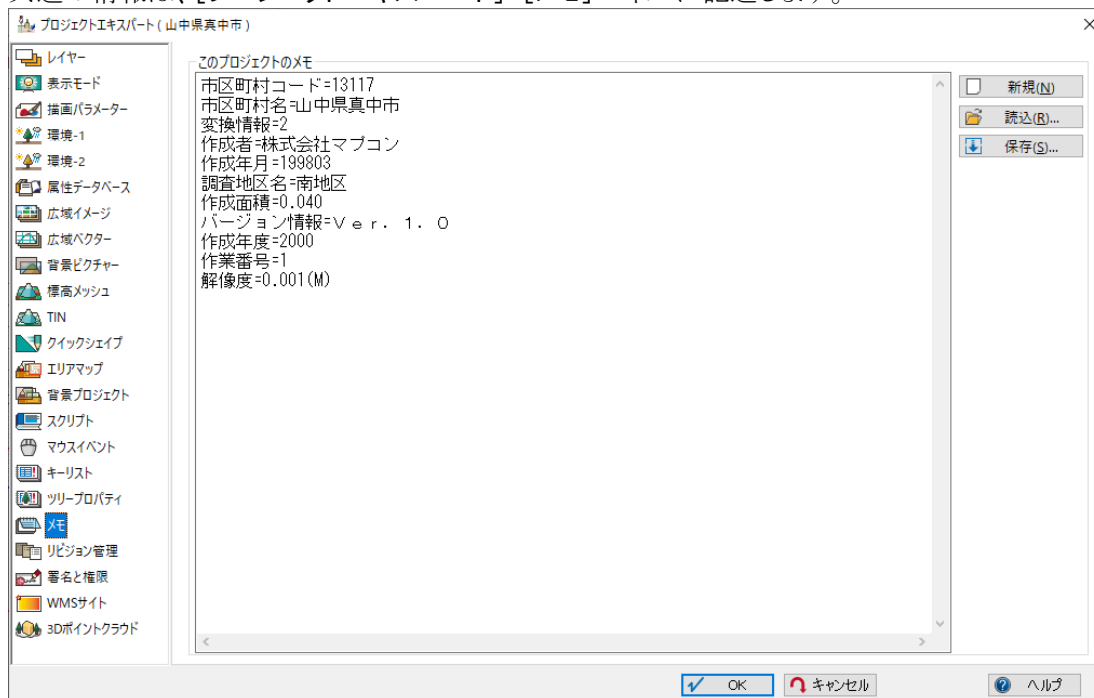 プロジェクトエキスパート ( 山中県真中市 )
レイヤー
表示モード
描画パラメーター
環境-1
環境-2
属性データベース
広域イメージ
広域ベクター
背景ピクチャー
標高メッシュ
TIN
クイックシェイプ
エリアマップ
背景プロジェクト
スクリプト
マウスイベント
キーリスト
ツリープロパティ
メモ
リビジョン管理
署名と権限
WMSサイト
3Dポイントクラウド
このプロジェクトのメモ
市区町村コード=13117
市区町村名=山中県真中市
変換情報=2
作成者=株式会社マプコン
作成年月=199803
調査地区名=南地区
作成面積=0.040
バージョン情報=Ｖｅｒ．１．０
作成年度=2000
作業番号=1
解像度=0.001(M)
新規(N)
読込(R)...
保存(S)...
OK
キャンセル
ヘルプ